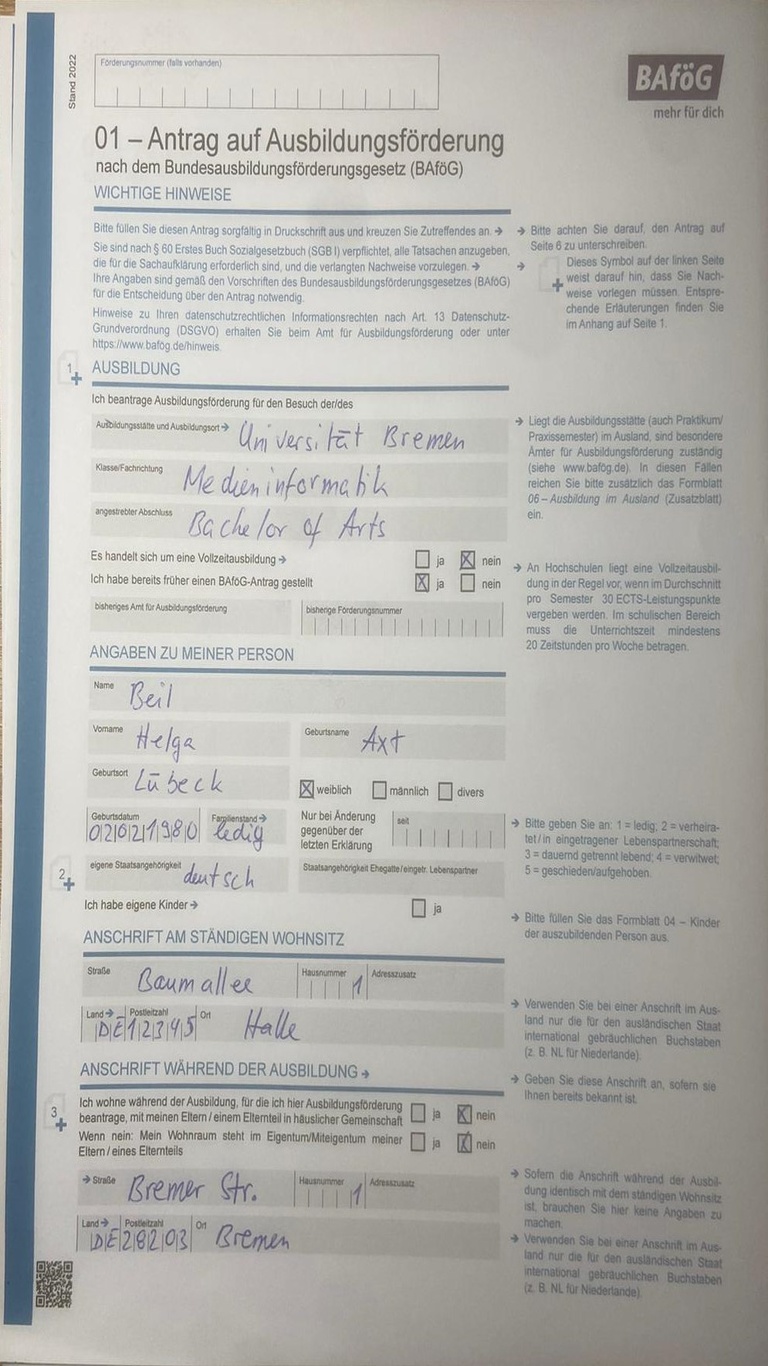 Stand 2022
Förderungsnummer (falls vorhanden)
BAföG
mehr für dich
01 – Antrag auf Ausbildungsförderung
nach dem Bundesausbildungsförderungsgesetz (BAföG)
WICHTIGE HINWEISE
Bitte füllen Sie diesen Antrag sorgfältig in Druckschrift aus und kreuzen Sie Zutreffendes an. →
Sie sind nach § 60 Erstes Buch Sozialgesetzbuch (SGB I) verpflichtet, alle Tatsachen anzugeben,
die für die Sachaufklärung erforderlich sind, und die verlangten Nachweise vorzulegen. →
Ihre Angaben sind gemäß den Vorschriften des Bundesausbildungsförderungsgesetzes (BAföG)
für die Entscheidung über den Antrag notwendig.
Hinweise zu Ihren datenschutzrechtlichen Informationsrechten nach Art. 13 Datenschutz-
Grundverordnung (DSGVO) erhalten Sie beim Amt für Ausbildungsförderung oder unter
https://www.bafög.de/hinweis.
→ Bitte achten Sie darauf, den Antrag auf
Seite 6 zu unterschreiben.
→ Dieses Symbol auf der linken Seite
weist darauf hin, dass Sie Nach-
weise vorlegen müssen. Entspre-
chende Erläuterungen finden Sie
im Anhang auf Seite 1.
1 AUSBILDUNG
Ich beantrage Ausbildungsförderung für den Besuch der/des
Ausbildungsstätte und Ausbildungsort → Universität Bremen
Klasse/Fachrichtung Medieninformatik
angestrebter Abschluss Bachelor of Arts
→ Liegt die Ausbildungsstätte (auch Praktikum/
Praxissemester) im Ausland, sind besondere
Ämter für Ausbildungsförderung zuständig
(siehe www.bafög.de). In diesen Fällen
reichen Sie bitte zusätzlich das Formblatt
06 – Ausbildung im Ausland (Zusatzblatt)
ein.
Es handelt sich um eine Vollzeitausbildung → ja nein
Ich habe bereits früher einen BAföG-Antrag gestellt ja nein
bisheriges Amt für Ausbildungsförderung bisherige Förderungsnummer
→ An Hochschulen liegt eine Vollzeitausbil-
dung in der Regel vor, wenn im Durchschnitt
pro Semester 30 ECTS-Leistungspunkte
vergeben werden. Im schulischen Bereich
muss die Unterrichtszeit mindestens
20 Zeitstunden pro Woche betragen.
ANGABEN ZU MEINER PERSON
Name Beil
Vorname Helga Geburtsname Axt
Geburtsort Lübeck weiblich männlich divers
Geburtsdatum 02021980 Familienstand → ledig
Nur bei Änderung
gegenüber der
letzten Erklärung
seit
→ Bitte geben Sie an: 1 = ledig; 2 = verheira-
tet / in eingetragener Lebenspartnerschaft;
3 = dauernd getrennt lebend; 4 = verwitwet;
5 = geschieden/aufgehoben.
2 eigene Staatsangehörigkeit deutsch Staatsangehörigkeit Ehegatte/eingetr. Lebenspartner
Ich habe eigene Kinder → ja
→ Bitte füllen Sie das Formblatt 04 – Kinder
der auszubildenden Person aus.
ANSCHRIFT AM STÄNDIGEN WOHNSITZ
Straße Baumallee Hausnummer 1 Adresszusatz
Land → DE Postleitzahl 12345 Ort Halle
→ Verwenden Sie bei einer Anschrift im Aus-
land nur die für den ausländischen Staat
international gebräuchlichen Buchstaben
(z. B. NL für Niederlande).
ANSCHRIFT WÄHREND DER AUSBILDUNG →
→ Geben Sie diese Anschrift an, sofern sie
Ihnen bereits bekannt ist.
3 Ich wohne während der Ausbildung, für die ich hier Ausbildungsförderung
beantrage, mit meinen Eltern / einem Elternteil in häuslicher Gemeinschaft ja nein
Wenn nein: Mein Wohnraum steht im Eigentum/Miteigentum meiner
Eltern / eines Elternteils ja nein
→ Straße Bremer Str. Hausnummer 1 Adresszusatz
Land → DE Postleitzahl 28203 Ort Bremen
→ Sofern die Anschrift während der Ausbil-
dung identisch mit dem ständigen Wohnsitz
ist, brauchen Sie hier keine Angaben zu
machen.
→ Verwenden Sie bei einer Anschrift im Aus-
land nur die für den ausländischen Staat
international gebräuchlichen Buchstaben
(z. B. NL für Niederlande).